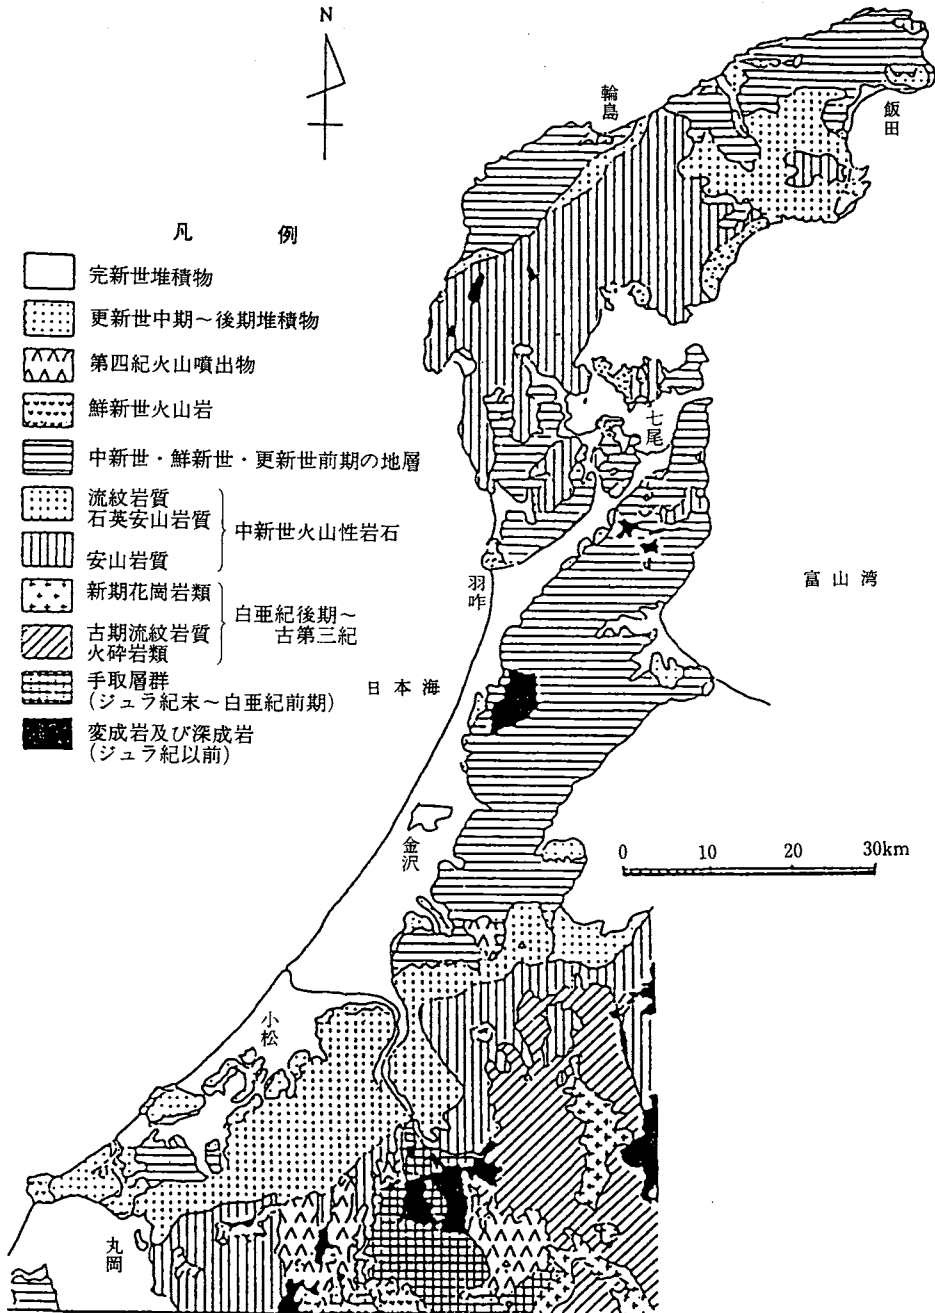 N
輪島
飯田
凡 例
完新世堆積物
更新世中期～後期堆積物
第四紀火山噴出物
鮮新世火山岩
中新世・鮮新世・更新世前期の地層
流紋岩質
石英安山岩質
安山岩質
中新世火山性岩石
新期花崗岩類
古期流紋岩質
火砕岩類
白亜紀後期～
古第三紀
手取層群
(ジュラ紀末～白亜紀前期)
変成岩及び深成岩
(ジュラ紀以前)
七尾
羽咋
富山湾
日本海
金沢
0 10 20 30km
小松
丸岡